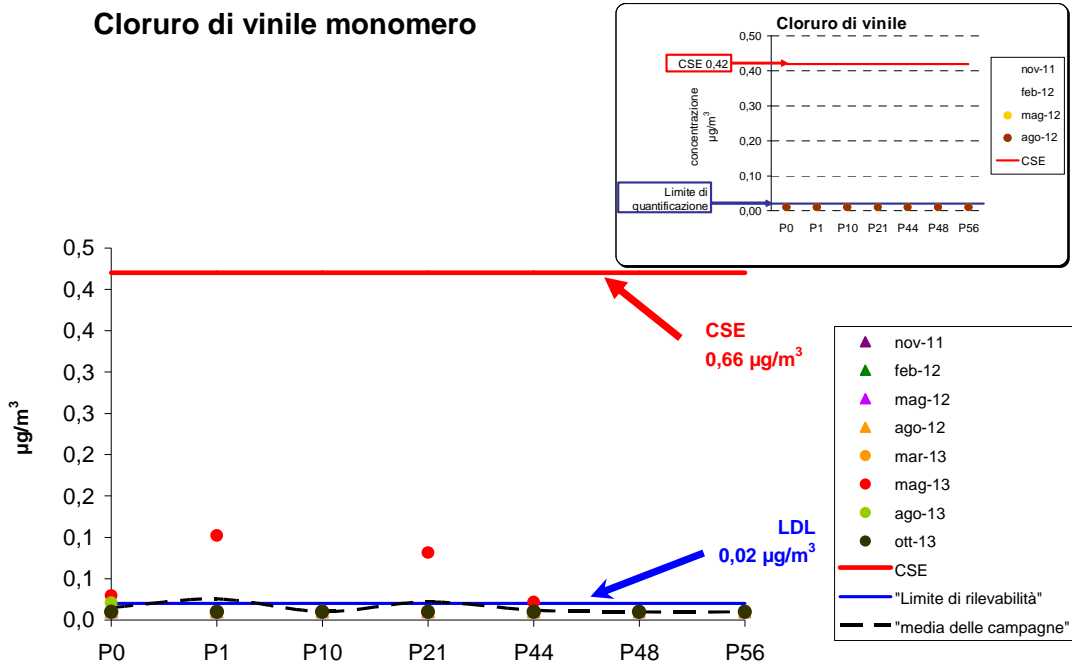 Cloruro di vinile monomero
Cloruro di vinile
0,50
0,40
0,30
0,20
0,10
0,00
concentrazione
µg/m³
CSE 0,42
Limite di
quantificazione
P0 P1 P10 P21 P44 P48 P56
nov-11
feb-12
mag-12
ago-12
CSE
µg/m³
0,5
0,4
0,4
0,3
0,3
0,2
0,2
0,1
0,1
0,0
CSE
0,66 µg/m³
LDL
0,02 µg/m³
P0 P1 P10 P21 P44 P48 P56
nov-11
feb-12
mag-12
ago-12
mar-13
mag-13
ago-13
ott-13
CSE
"Limite di rilevabilità"
"media delle campagne"